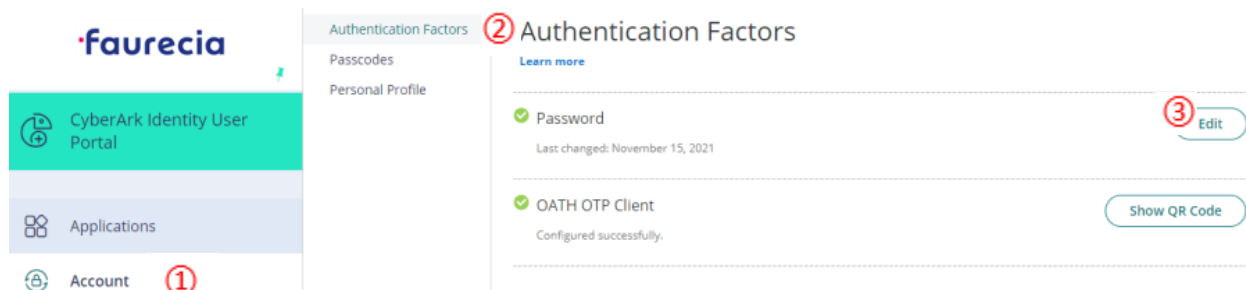 faurecia
CyberArk Identity User
Portal
Applications
Account ①
Authentication Factors ②
Passcodes
Personal Profile
Authentication Factors
Learn more
Password
Last changed: November 15, 2021
③ Edit
OATH OTP Client
Configured successfully.
Show QR Code